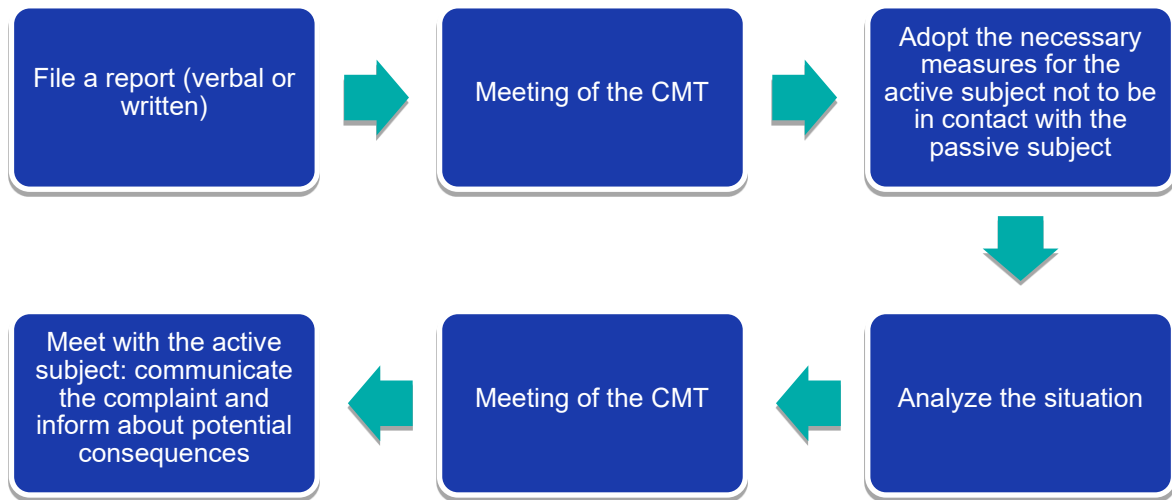 File a report (verbal or
written)
Meeting of the CMT
Adopt the necessary
measures for the
active subject not to be
in contact with the
passive subject
Analyze the situation
Meeting of the CMT
Meet with the active
subject: communicate
the complaint and
inform about potential
consequences